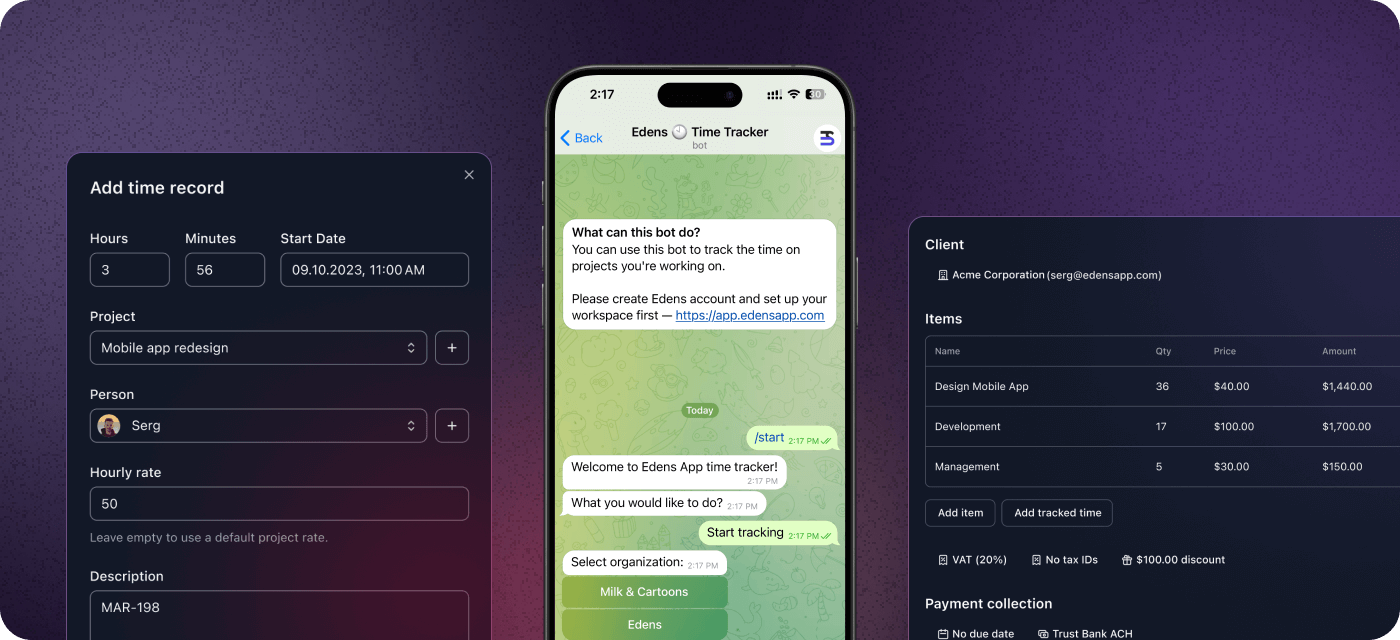 Add time record
Hours
Minutes
Start Date
3
56
09.10.2023, 11:00 AM
Project
Mobile app redesign
+
Person
Serg
+
Hourly rate
50
Leave empty to use a default project rate.
Description
MAR-198
2:17
30
Back
Edens 🕘 Time Tracker
bot
What can this bot do?
You can use this bot to track the time on
projects you're working on.
Please create Edens account and set up your
workspace first — https://app.edensapp.com
Today
/start 2:17 PM
Welcome to Edens App time tracker!
2:17 PM
What you would like to do? 2:17 PM
Start tracking 2:17 PM
Select organization: 2:17 PM
Milk & Cartoons
Edens
Client
Acme Corporation (serg@edensapp.com)
Items
Name Qty Price Amount
Design Mobile App 36 $40.00 $1,440.00
Development 17 $100.00 $1,700.00
Management 5 $30.00 $150.00
Add item
Add tracked time
VAT (20%)
No tax IDs
$100.00 discount
Payment collection
No due date
Trust Bank ACH